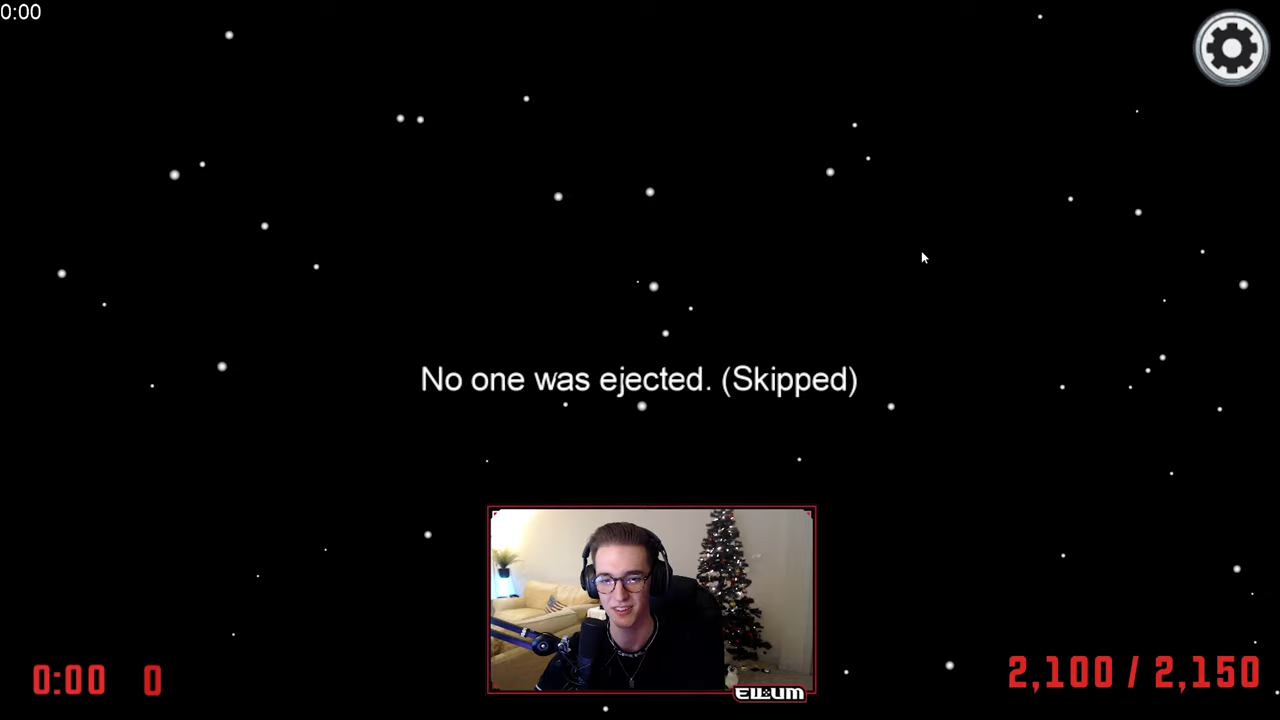 0:00
No one was ejected. (Skipped)
ELLUM
0:00 0
2,100 / 2,150